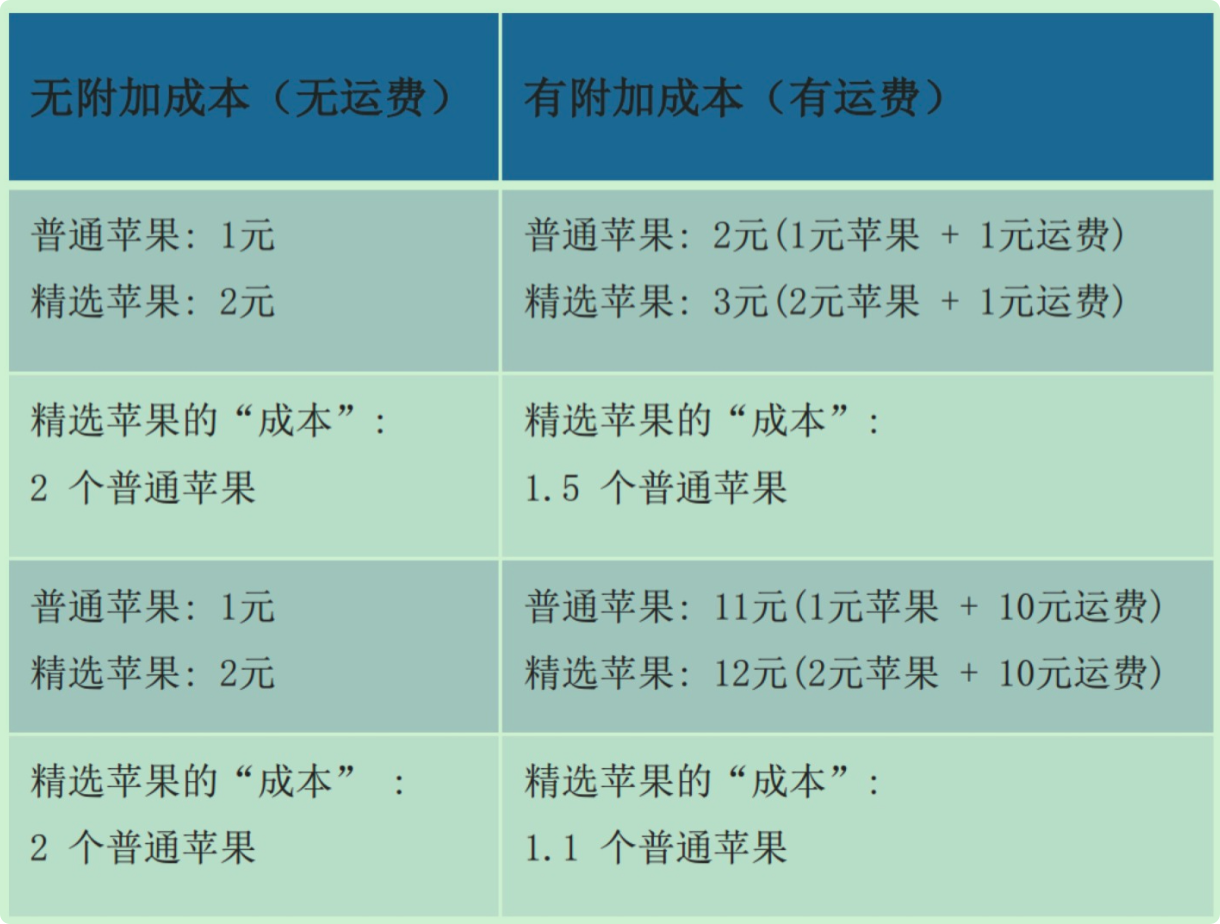 无附加成本（无运费）
有附加成本（有运费）
普通苹果: 1元
精选苹果: 2元
普通苹果: 2元(1元苹果 + 1元运费)
精选苹果: 3元(2元苹果 + 1元运费)
精选苹果的“成本”:
2 个普通苹果
精选苹果的“成本”:
1.5 个普通苹果
普通苹果: 1元
精选苹果: 2元
普通苹果: 11元(1元苹果 + 10元运费)
精选苹果: 12元(2元苹果 + 10元运费)
精选苹果的“成本” :
2 个普通苹果
精选苹果的“成本”:
1.1 个普通苹果